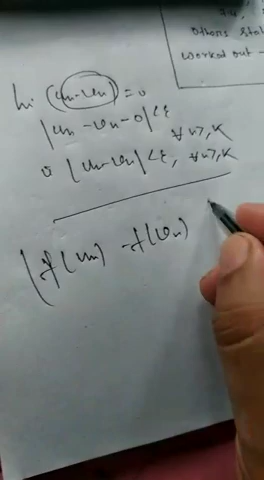 Others stat
Worked out -
lim (un-vn) = 0
|un - vn - 0| < ε
∀ n ≥ K
|un-vn| < ε, ∀ n ≥ K
|f(un) - f(vn)